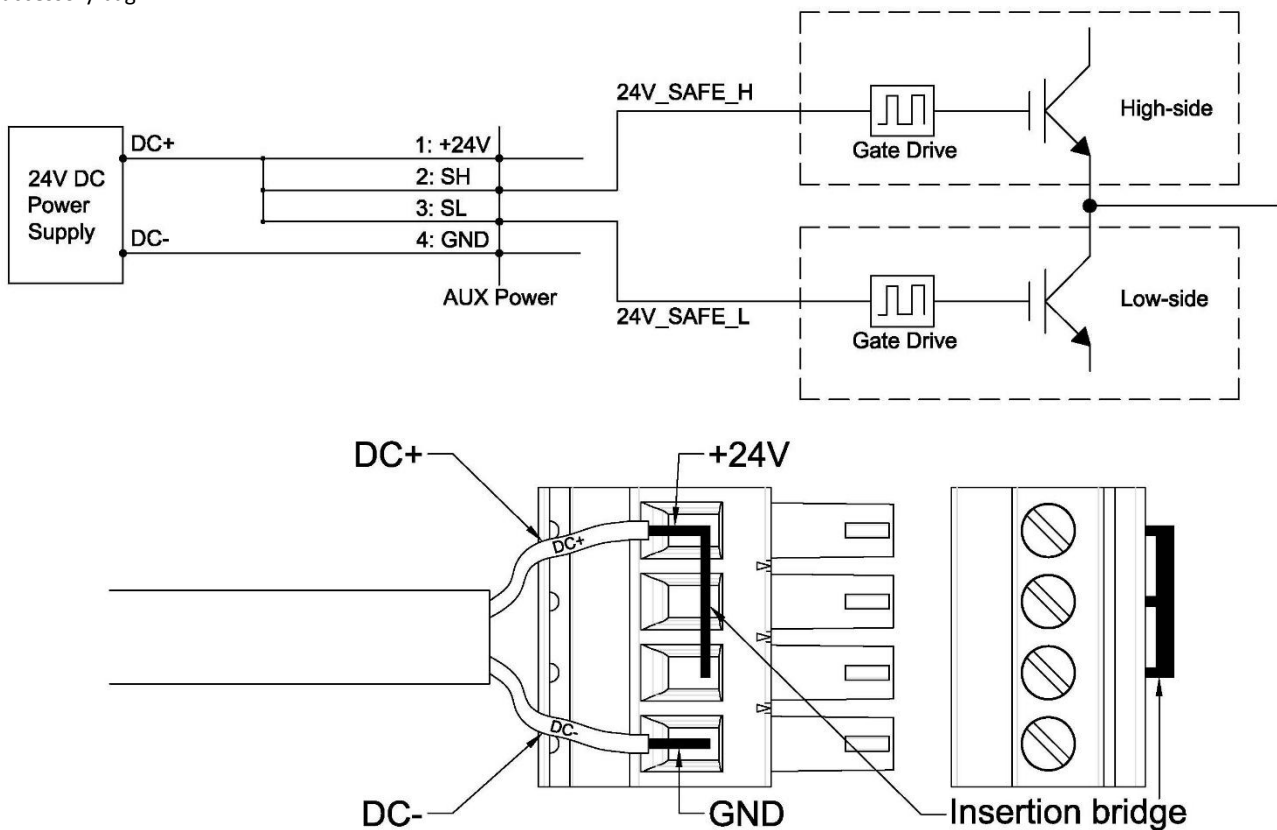 24V_SAFE_H
High-side
Gate Drive
24V DC
Power
Supply
DC+
DC-
1: +24V
2: SH
3: SL
4: GND
AUX Power
24V_SAFE_L
Low-side
Gate Drive
DC+
+24V
DC+
DC-
DC-
GND
Insertion bridge